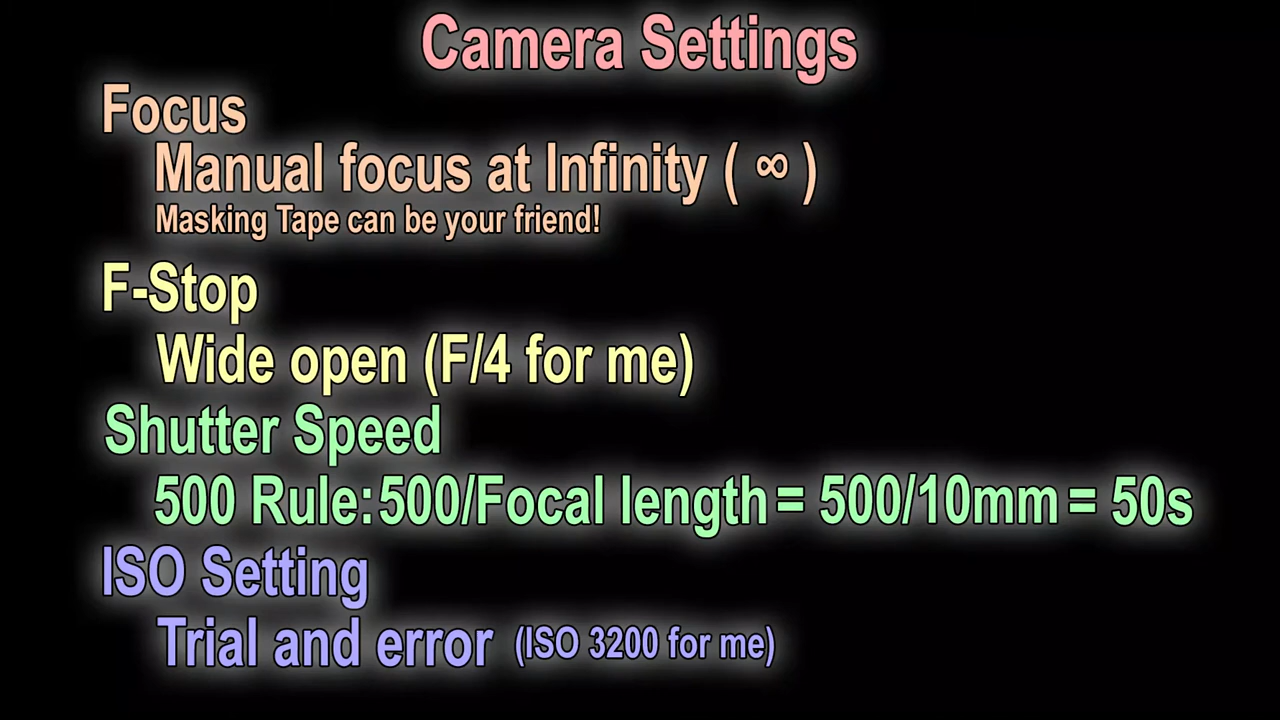 Camera Settings
Focus
Manual focus at Infinity ( ∞ )
Masking Tape can be your friend!
F-Stop
Wide open (F/4 for me)
Shutter Speed
500 Rule: 500/Focal length = 500/10mm = 50s
ISO Setting
Trial and error (ISO 3200 for me)